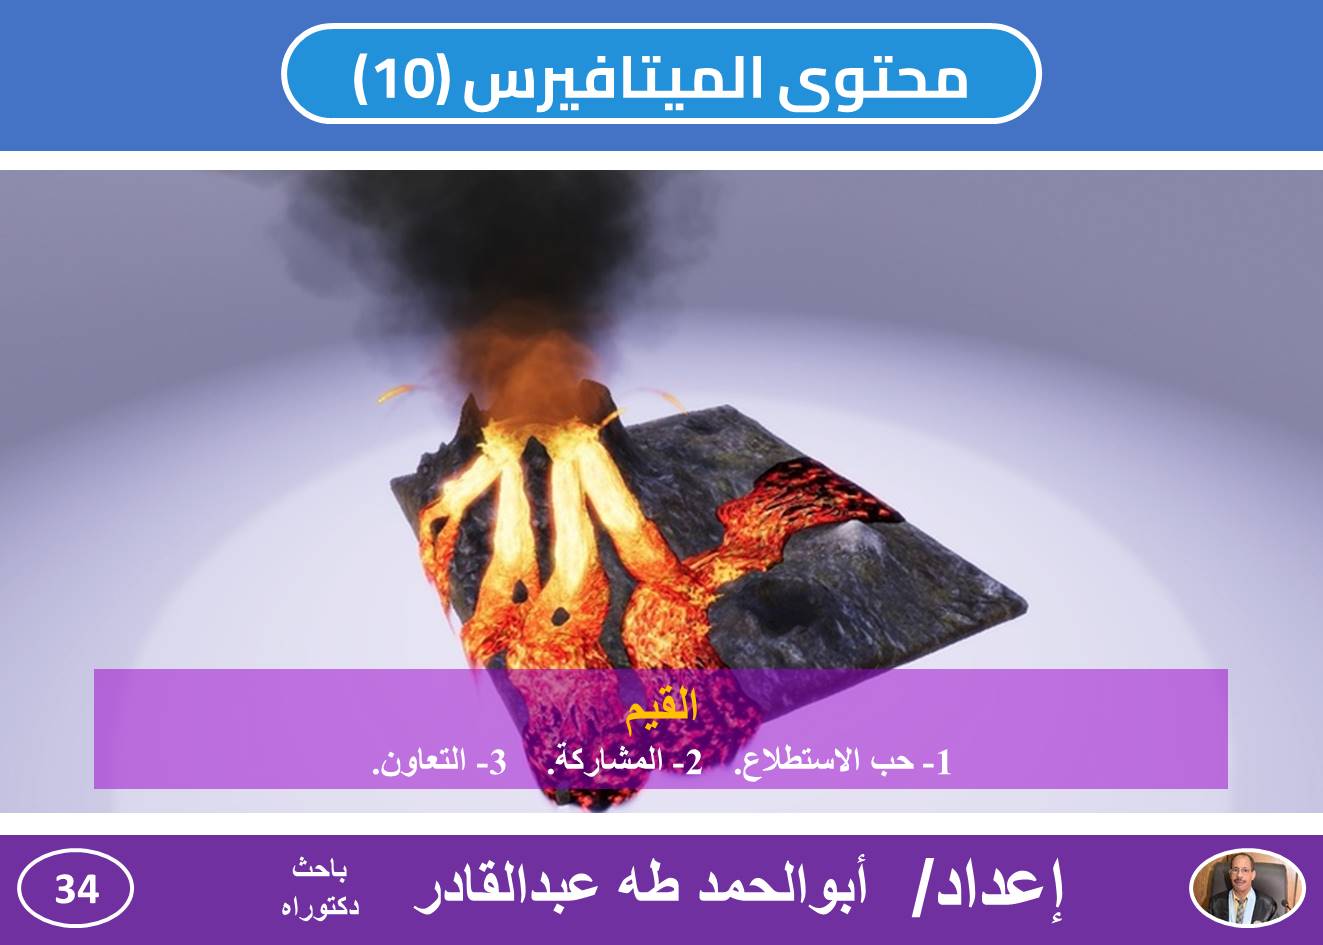 محتوى الميتافيرس (10)
القيم
1- حب الاستطلاع. 2- المشاركة. 3- التعاون.
إعداد/ أبوالحمد طه عبدالقادر
باحث
دكتوراه
34